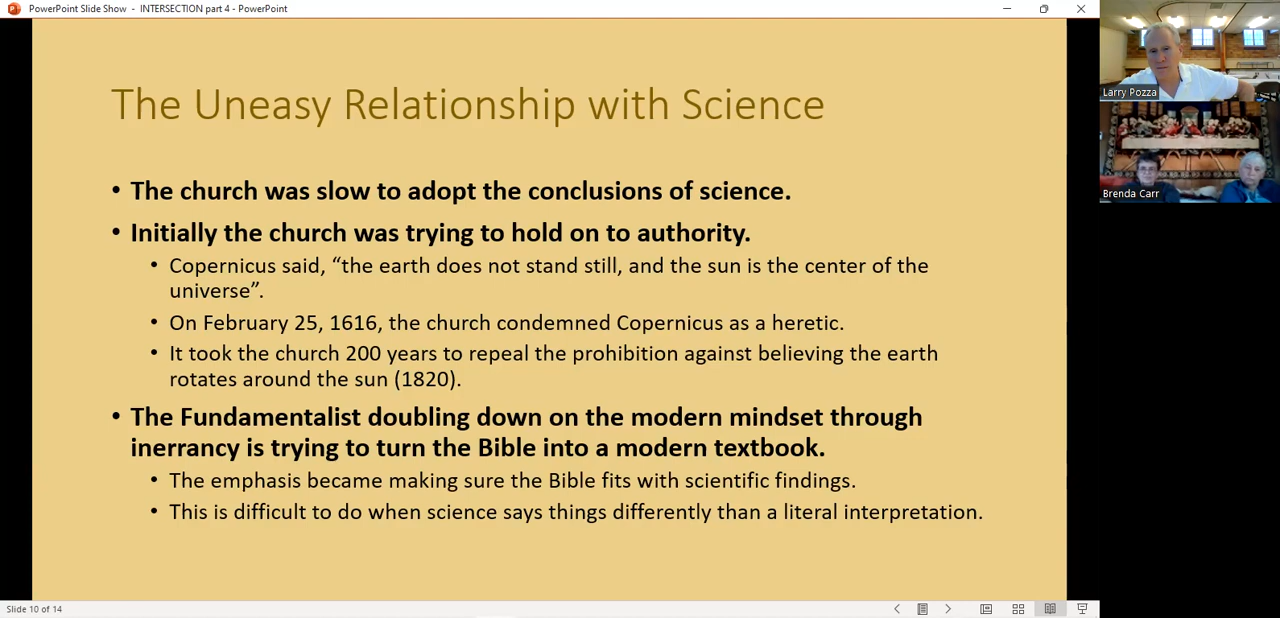 PowerPoint Slide Show - INTERSECTION part 4 - PowerPoint
The Uneasy Relationship with Science
• The church was slow to adopt the conclusions of science.
• Initially the church was trying to hold on to authority.
• Copernicus said, “the earth does not stand still, and the sun is the center of the
universe”.
• On February 25, 1616, the church condemned Copernicus as a heretic.
• It took the church 200 years to repeal the prohibition against believing the earth
rotates around the sun (1820).
• The Fundamentalist doubling down on the modern mindset through
inerrancy is trying to turn the Bible into a modern textbook.
• The emphasis became making sure the Bible fits with scientific findings.
• This is difficult to do when science says things differently than a literal interpretation.
Slide 10 of 14
Larry Pozza
Brenda Carr